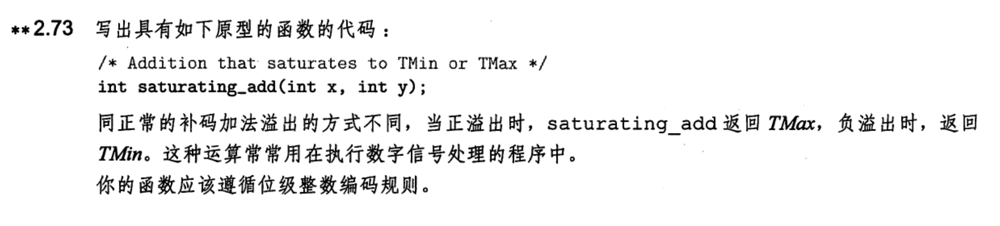 **2.73 写出具有如下原型的函数的代码：
/* Addition that saturates to TMin or TMax */
int saturating_add(int x, int y);
同正常的补码加法溢出的方式不同，当正溢出时，saturating_add 返回 TMax，负溢出时，返回
TMin。这种运算常常用在执行数字信号处理的程序中。
你的函数应该遵循位级整数编码规则。